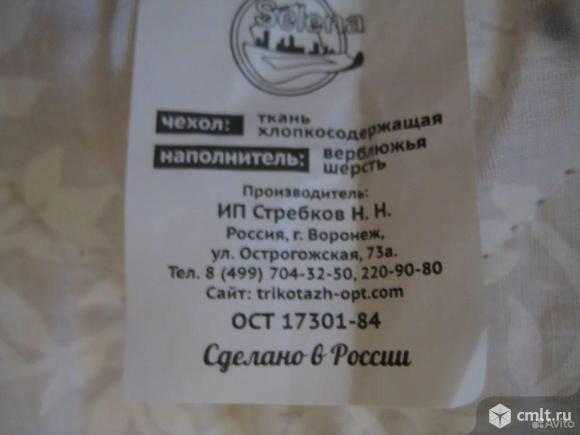 Selena
чехол: ткань
хлопкосодержащая
наполнитель: верблюжья
шерсть
Производитель:
ИП Стребков Н. Н.
Россия, г. Воронеж,
ул. Острогожская, 73а.
Тел. 8 (499) 704-32-50, 220-90-80
Сайт: trikotazh-opt.com
ОСТ 17301-84
Сделано в России
cmlt.ru
Avito